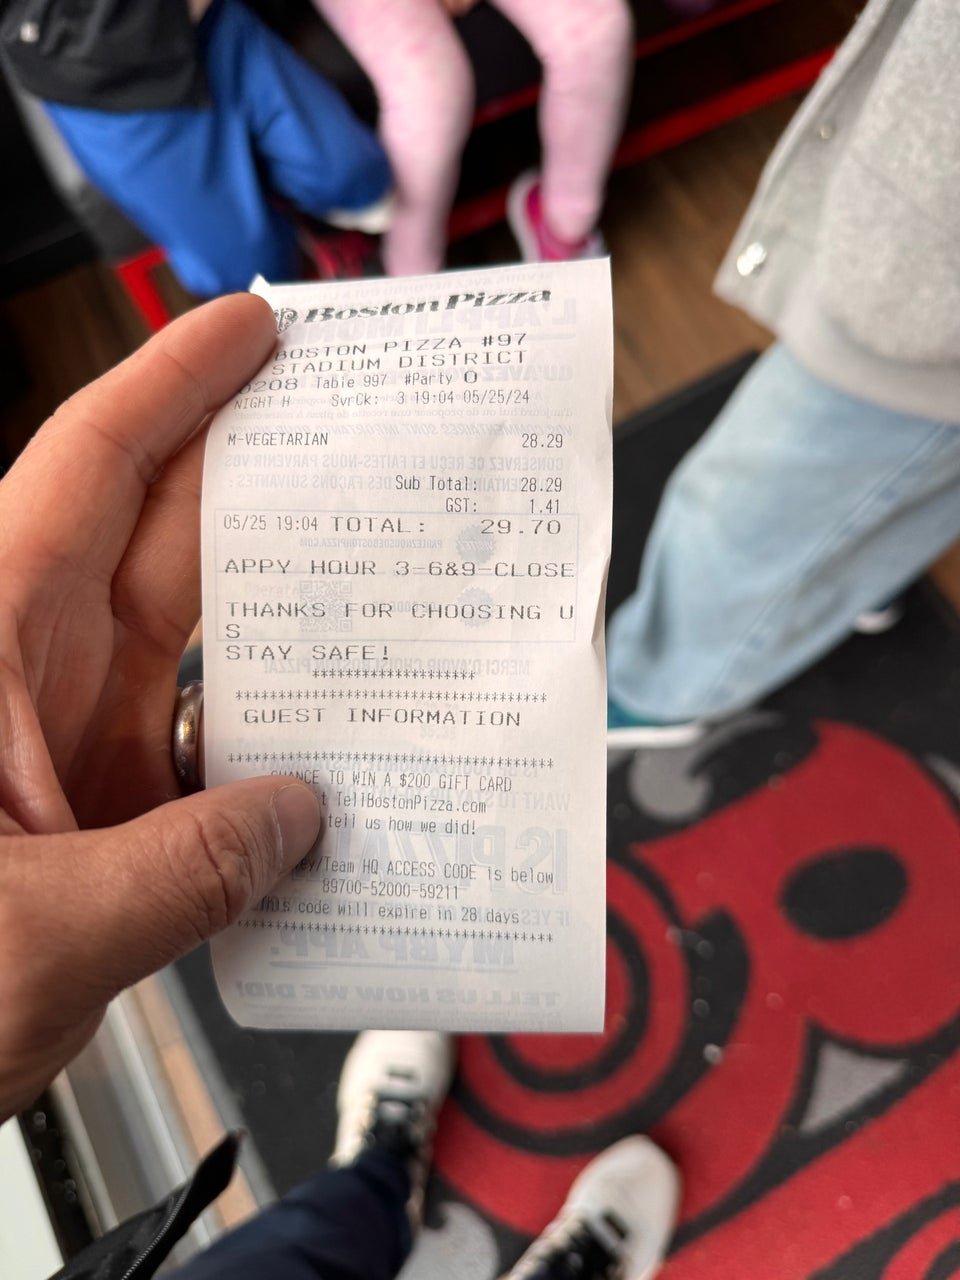 Boston Pizza
BOSTON PIZZA #97
STADIUM DISTRICT
Table 997 #Party 0
NIGHT H SvrCk: 3 19:04 05/25/24
M-VEGETARIAN 28.29
Sub Total: 28.29
GST: 1.41
05/25 19:04 TOTAL: 29.70
APPY HOUR 3-6&9-CLOSE
THANKS FOR CHOOSING U
S
STAY SAFE!
*****************
*******************************
GUEST INFORMATION
*********************************
TO WIN A $200 GIFT CARD
TellBostonPizza.com
tell us how we did!
/Team HQ ACCESS CODE is below
89700-52000-59211
This code will expire in 28 days
*********************************